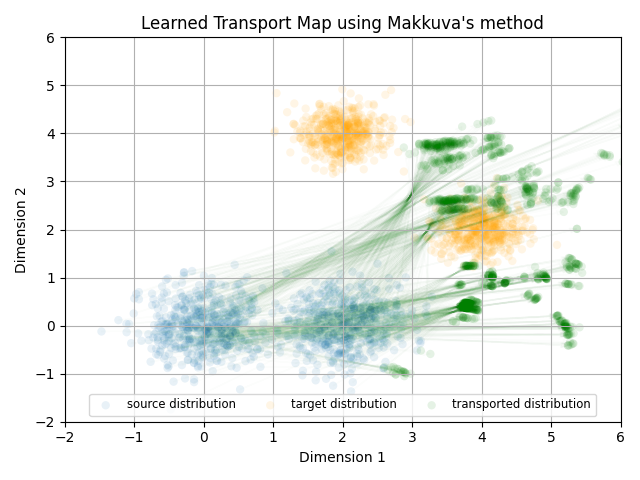 Learned Transport Map using Makkuva's method
6
5
4
3
2
1
0
−1
−2
Dimension 2
source distribution
target distribution
transported distribution
−2 −1 0 1 2 3 4 5 6
Dimension 1